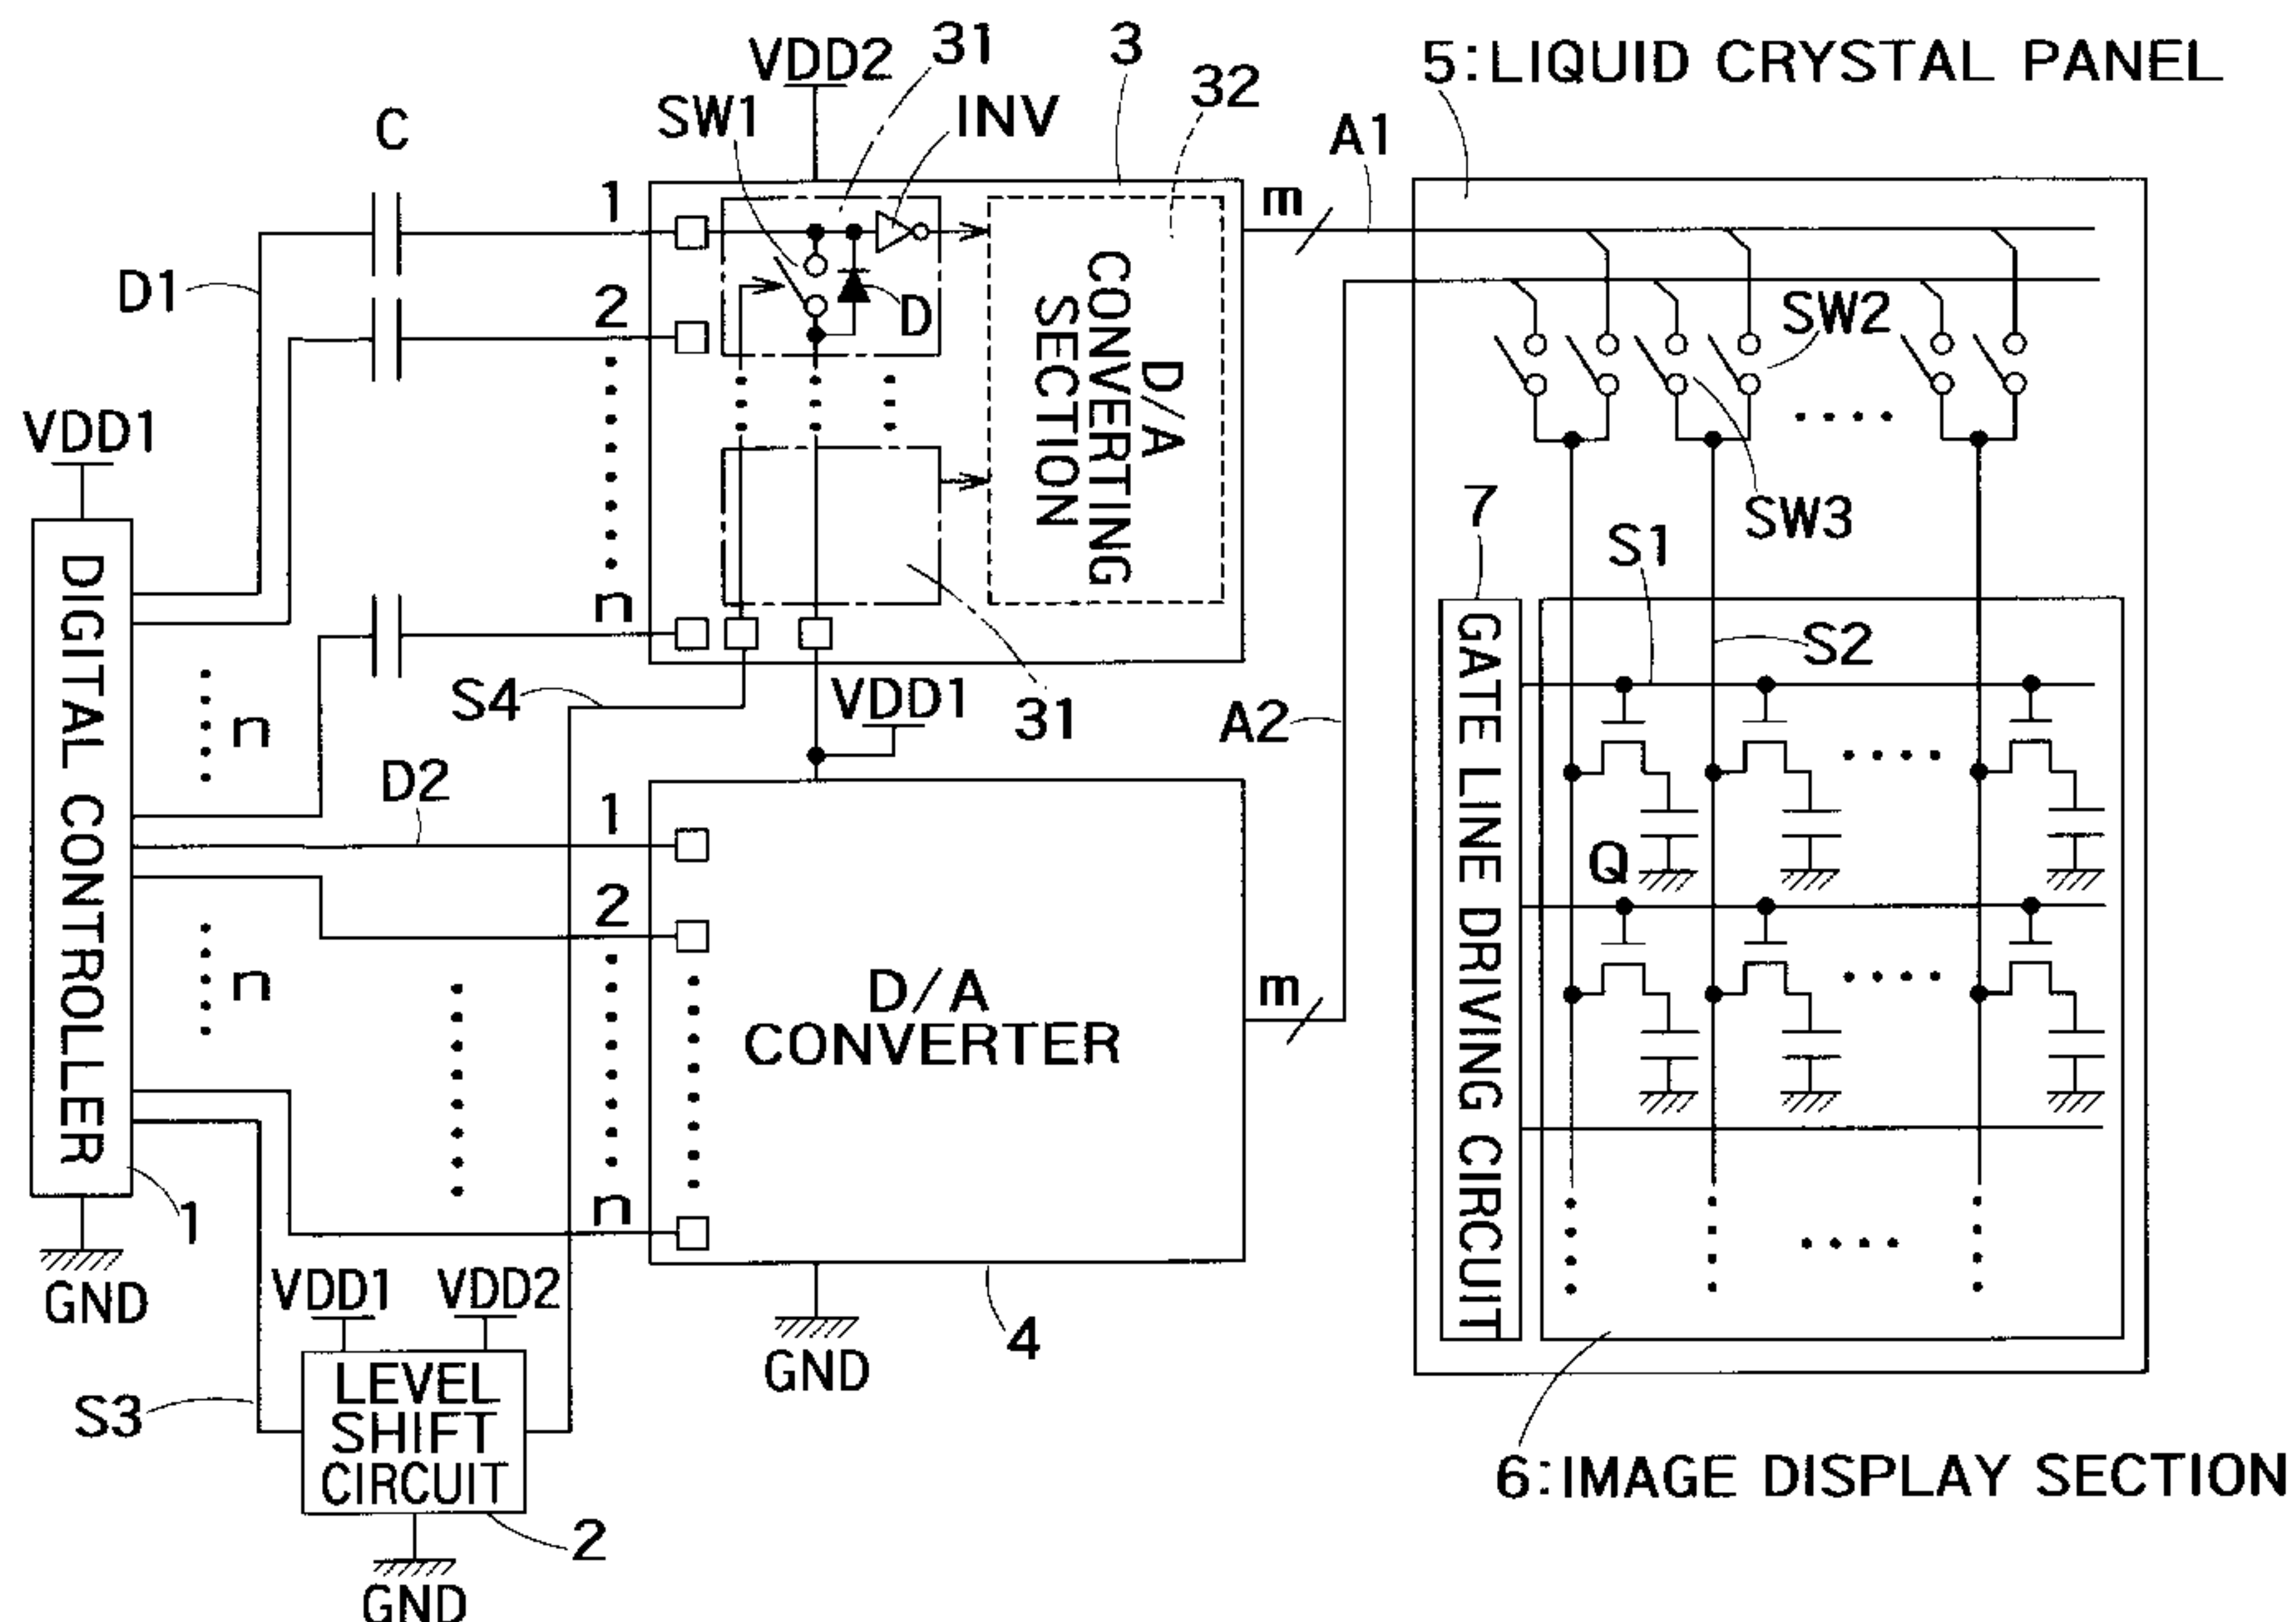 VDD2
31
3
5:LIQUID CRYSTAL PANEL
C
SW1
INV
32
A1
1
m
D1
2
D
D/A
CONVERTING
SECTION
SW2
VDD1
7
SW3
S1
n
S2
DIGITAL CONTROLLER
n
S4
VDD1
31
A2
D2
1
GATE LINE DRIVING CIRCUIT
Q
2
n
D/A
CONVERTER
m
1
n
GND
VDD1
VDD2
4
GND
LEVEL
SHIFT
CIRCUIT
S3
2
6:IMAGE DISPLAY SECTION
GND